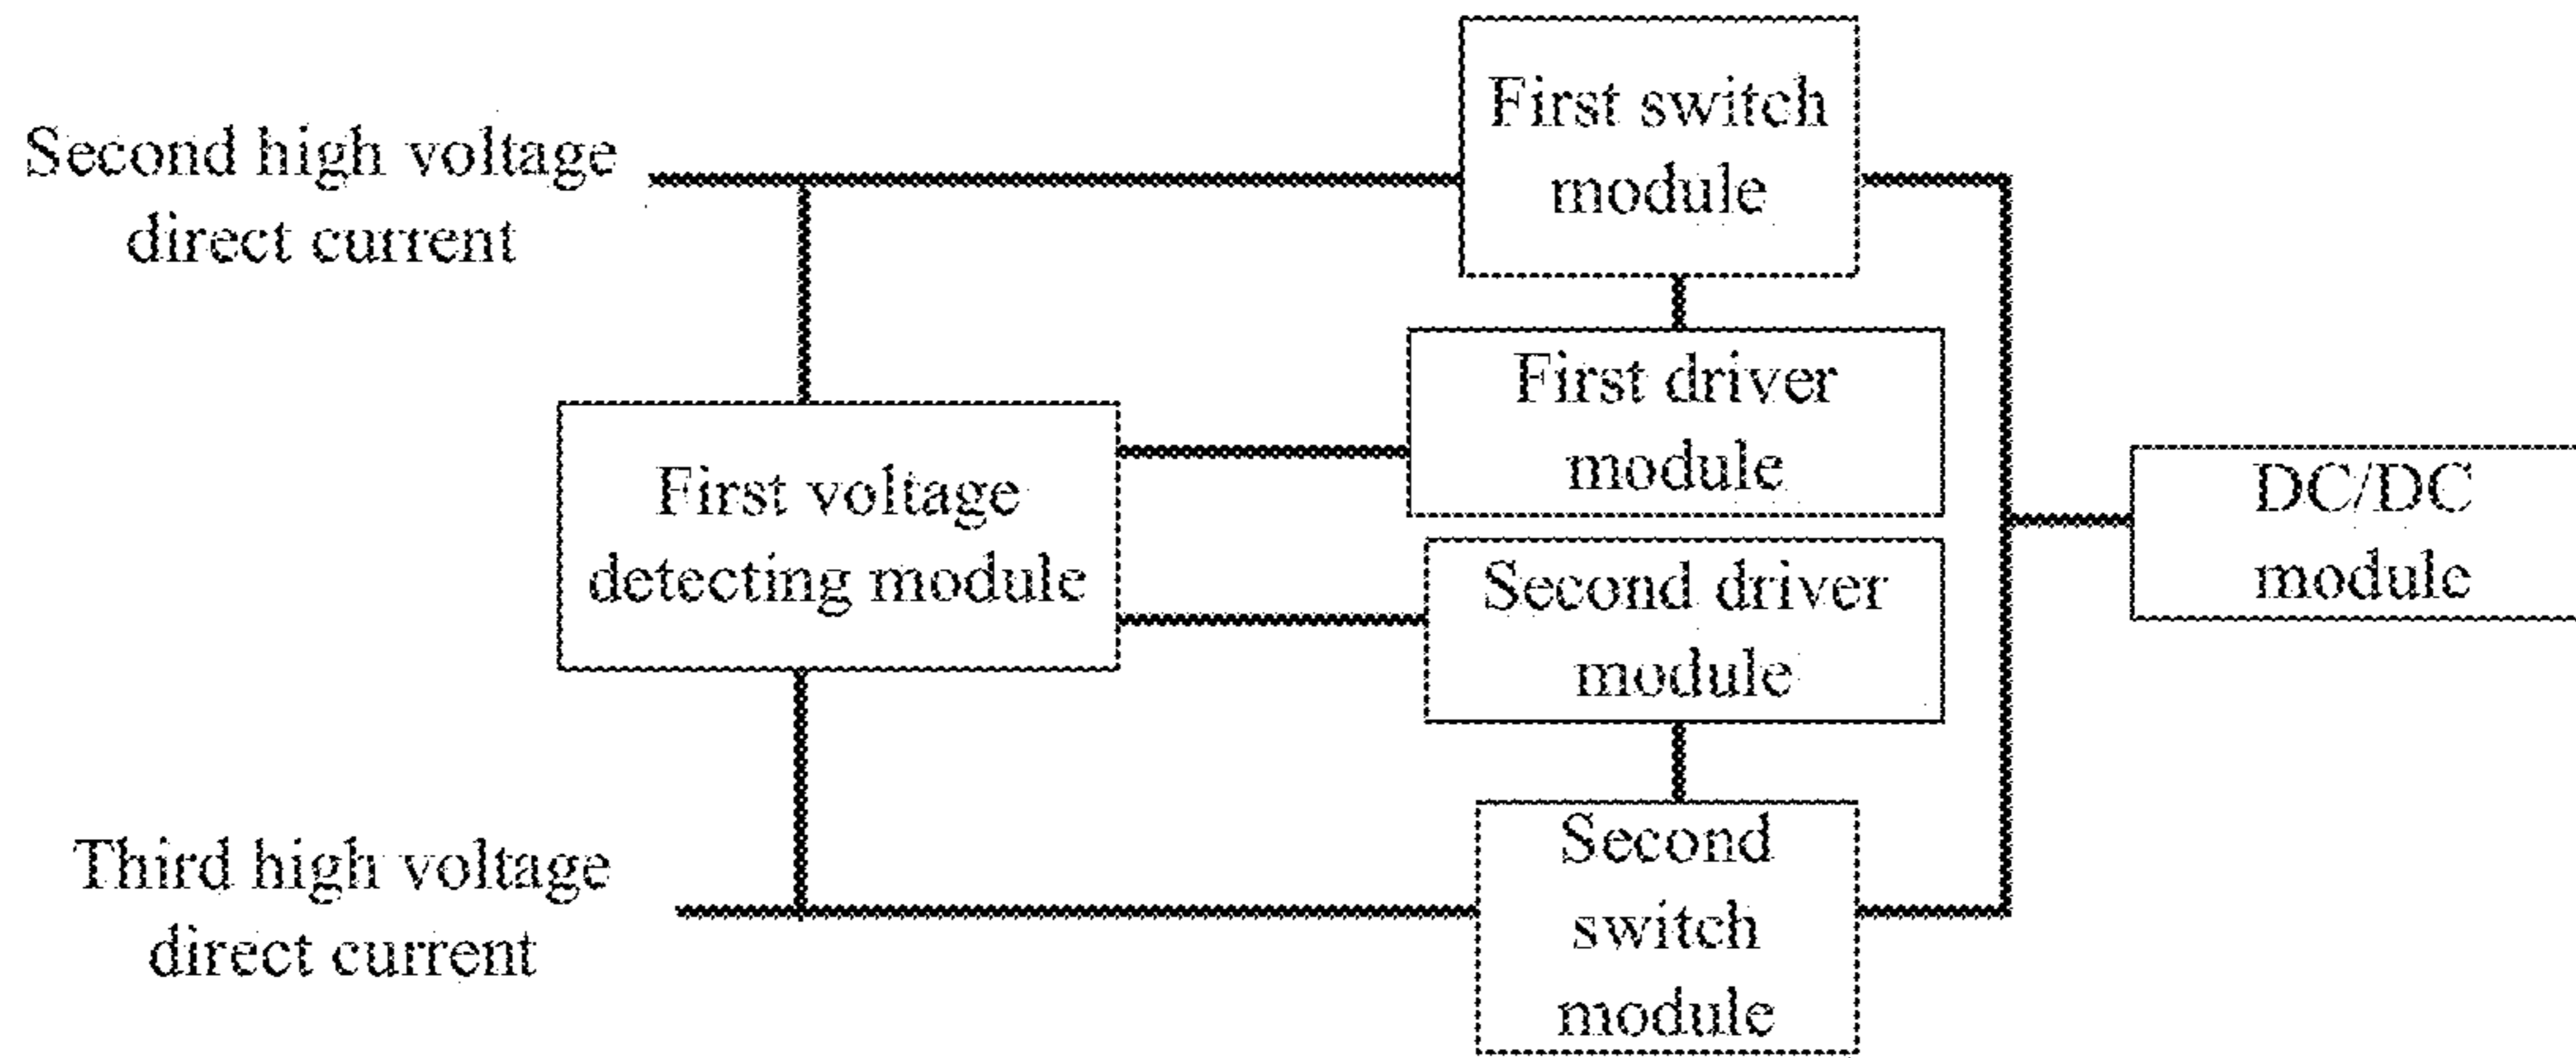 Second high voltage
direct current
First switch
module
First driver
module
First voltage
detecting module
Second driver
module
DC/DC
module
Third high voltage
direct current
Second
switch
module